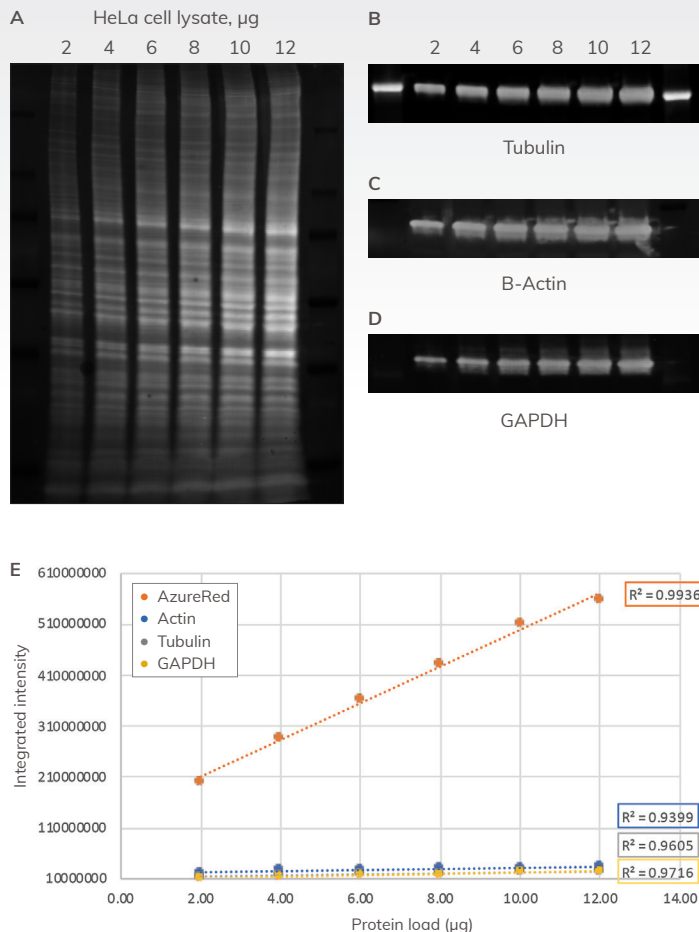 A
HeLa cell lysate, µg
2 4 6 8 10 12
B
2 4 6 8 10 12
Tubulin
C
B-Actin
D
GAPDH
E
610000000
510000000
410000000
310000000
210000000
110000000
10000000
Integrated intensity
AzureRed
Actin
Tubulin
GAPDH
R² = 0.9936
R² = 0.9399
R² = 0.9605
R² = 0.9716
0.00 2.00 4.00 6.00 8.00 10.00 12.00 14.00
Protein load (µg)